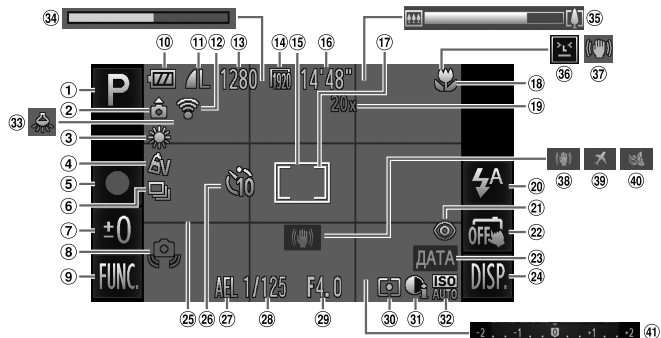 34 35
10 11 12 13 14 15 16 17
L 1280 1920 14'48" 36 37
1 P 18
2 20x 19
33
3
4 AV
5 38 39 40
6 10 A 20
21
7 ±0 OFF 22
8 ДАТА 23
9 FUNC. AEL 1/125 F4.0 i ISO AUTO DISP. 24
25 26 27 28 29 30 31 32
-2 . . -1 . . 0 . . +1 . . +2 41